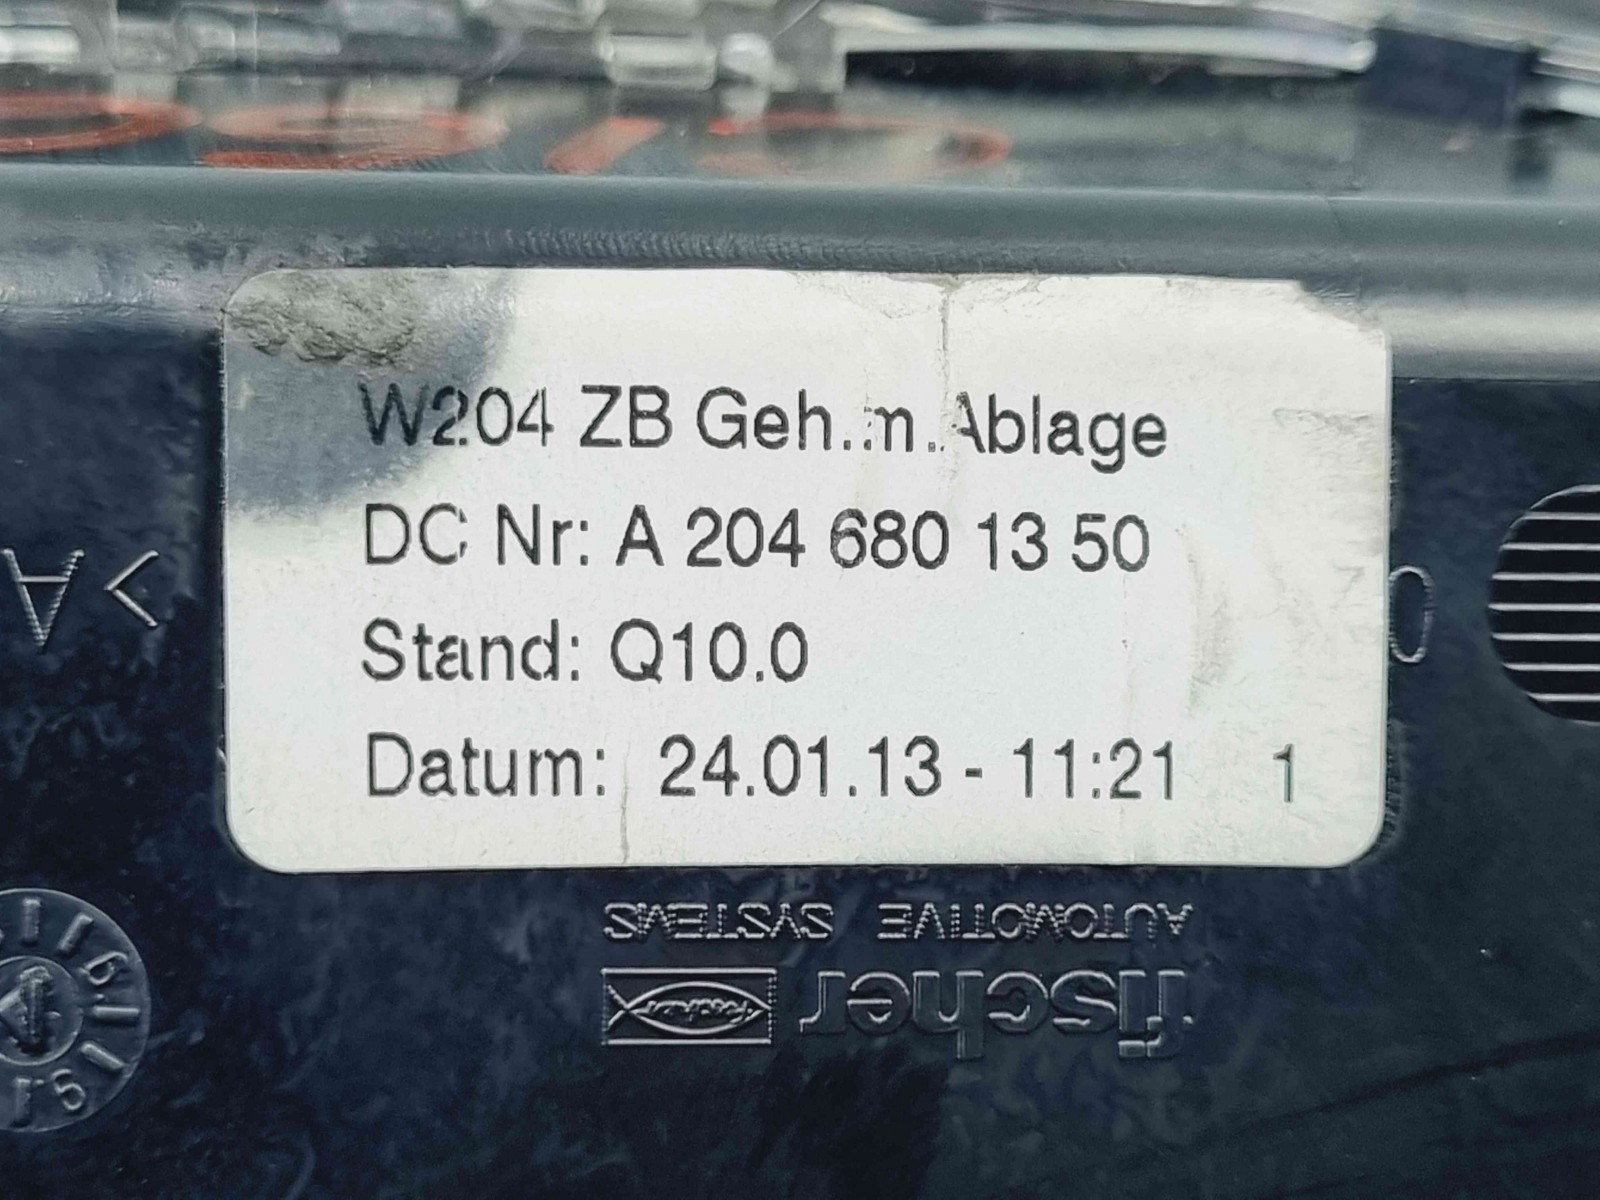 W204 ZB Geh.m.Ablage
DC Nr: A 204 680 13 50
Stand: Q10.0
Datum: 24.01.13 - 11:21 1
AUTOMOTIVE SYSTEMS
fischer
fischer